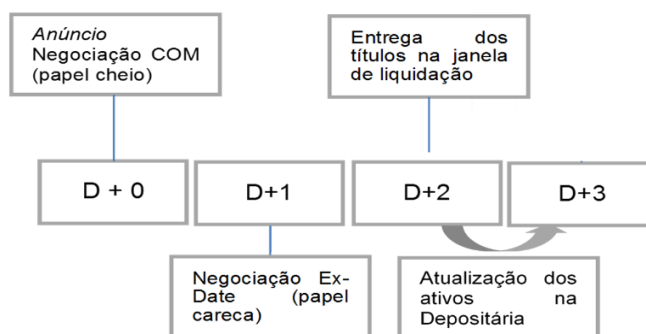 Anúncio
Negociação COM
(papel cheio)
Entrega dos
títulos na janela
de liquidação
D + 0
D+1
D+2
D+3
Negociação Ex-
Date (papel
careca)
Atualização dos
ativos na
Depositária